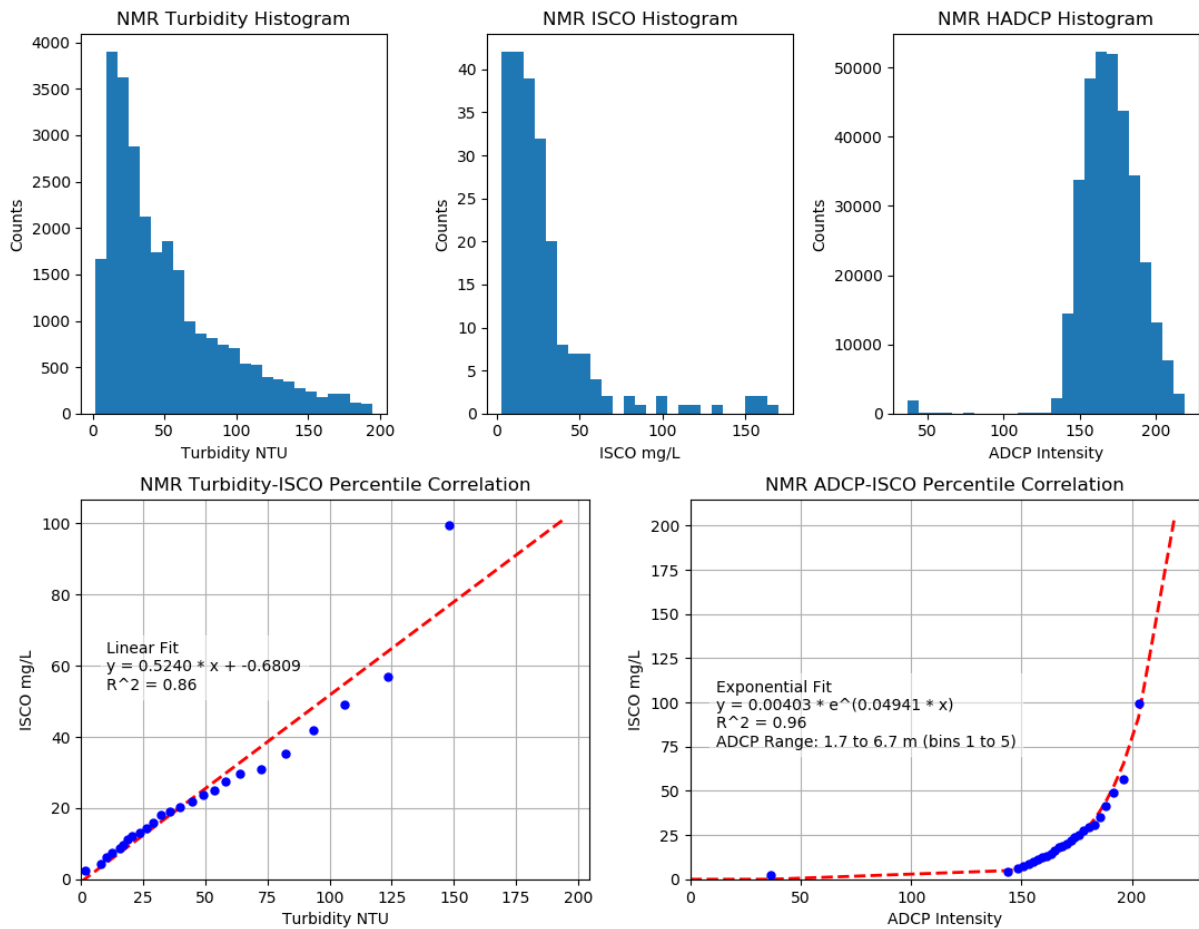 NMR Turbidity Histogram
4000
3500
3000
2500
2000
1500
1000
500
0
Counts
0 50 100 150 200
Turbidity NTU
NMR ISCO Histogram
40
35
30
25
20
15
10
5
0
Counts
0 50 100 150
ISCO mg/L
NMR HADCP Histogram
50000
40000
30000
20000
10000
0
Counts
50 100 150 200
ADCP Intensity
NMR Turbidity-ISCO Percentile Correlation
100
80
60
40
20
0
ISCO mg/L
Linear Fit
y = 0.5240 * x + -0.6809
R^2 = 0.86
0 25 50 75 100 125 150 175 200
Turbidity NTU
NMR ADCP-ISCO Percentile Correlation
200
175
150
125
100
75
50
25
0
ISCO mg/L
Exponential Fit
y = 0.00403 * e^(0.04941 * x)
R^2 = 0.96
ADCP Range: 1.7 to 6.7 m (bins 1 to 5)
0 50 100 150 200
ADCP Intensity